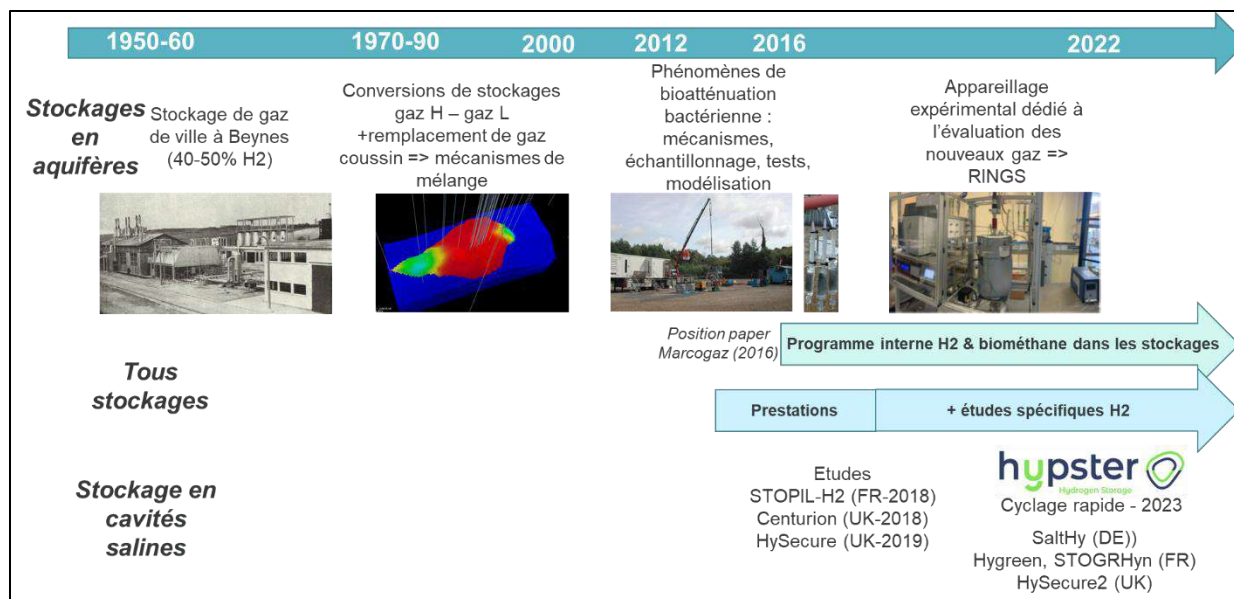 1950-60
1970-90
2000
2012
2016
2022
Stockages
en
aquifères
Stockage de gaz
de ville à Beynes
(40-50% H2)
Conversions de stockages
gaz H – gaz L
+remplacement de gaz
coussin => mécanismes de
mélange
Phénomènes de
bioatténuation
bactérienne :
mécanismes,
échantillonnage, tests,
modélisation
Appareillage
expérimental dédié à
l'évaluation des
nouveaux gaz =>
RINGS
Position paper
Marcogaz (2016)
Programme interne H2 & biométhane dans les stockages
Tous
stockages
Prestations
+ études spécifiques H2
Stockage en
cavités
salines
Etudes
STOPIL-H2 (FR-2018)
Centurion (UK-2018)
HySecure (UK-2019)
hypster
Hydrogen Storage
Cyclage rapide - 2023
SaltHy (DE))
Hygreen, STOGRHyn (FR)
HySecure2 (UK)